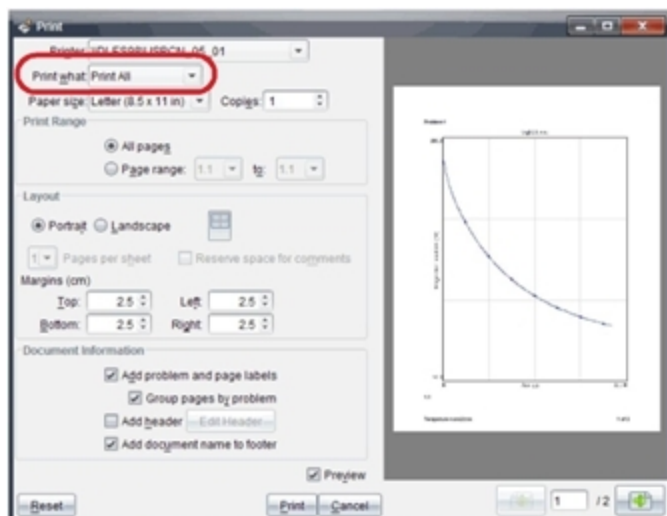 Print
Printer:
Print what: Print All
Paper size: Letter (8.5 x 11 in) Copies: 1
Print Range
All pages
Page range: 1.1 to: 1.1
Layout
Portrait Landscape
1 Pages per sheet Reserve space for comments
Margins (cm)
Top: 2.5 Left: 2.5
Bottom: 2.5 Right: 2.5
Document Information
Add problem and page labels
Group pages by problem
Add header Edit Header
Add document name to footer
Preview
Reset Print Cancel
1 /2